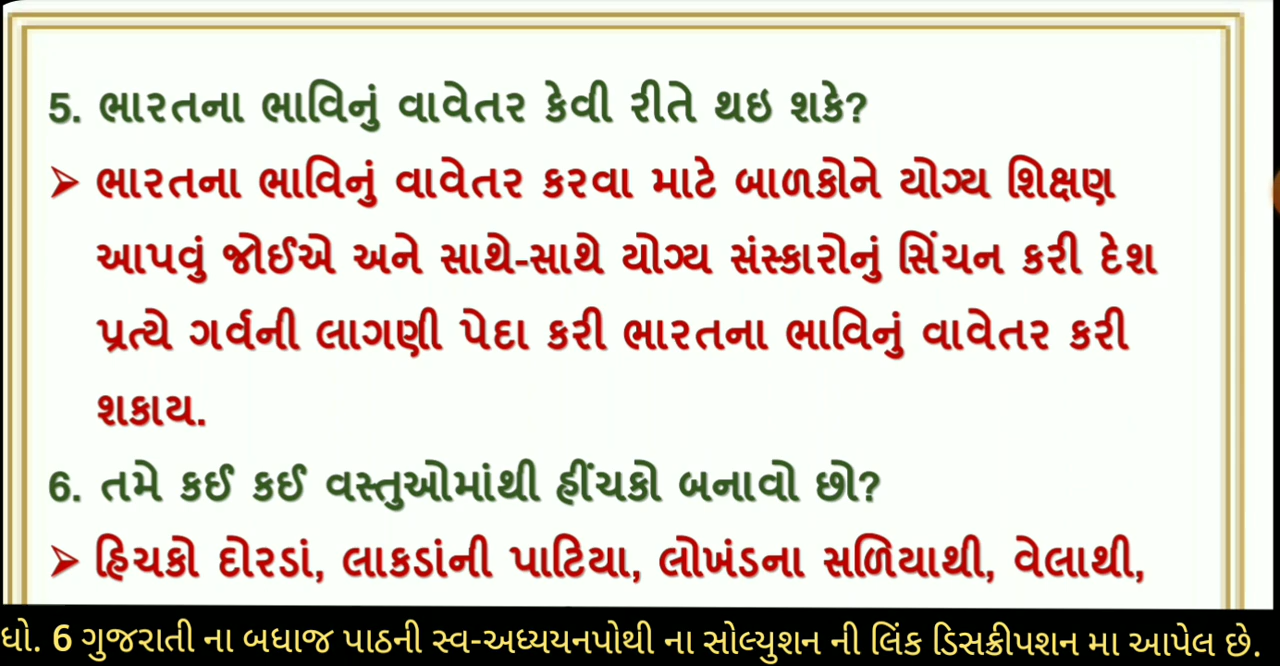 5. ભારતના ભાવિનું વાવેતર કેવી રીતે થઇ શકે?
➢ ભારતના ભાવિનું વાવેતર કરવા માટે બાળકોને યોગ્ય શિક્ષણ
આપવું જોઈએ અને સાથે-સાથે યોગ્ય સંસ્કારોનું સિંચન કરી દેશ
પ્રત્યે ગર્વની લાગણી પેદા કરી ભારતના ભાવિનું વાવેતર કરી
શકાય.
6. તમે કઈ કઈ વસ્તુઓમાંથી હીંચકો બનાવો છો?
➢ હિચકો દોરડાં, લાકડાંની પાટિયા, લોખંડના સળિયાથી, વેલાથી,
ધો. 6 ગુજરાતી ના બધાજ પાઠની સ્વ-અધ્યયનપોથી ના સોલ્યુશન ની લિંક ડિસક્રીપશન મા આપેલ છે.